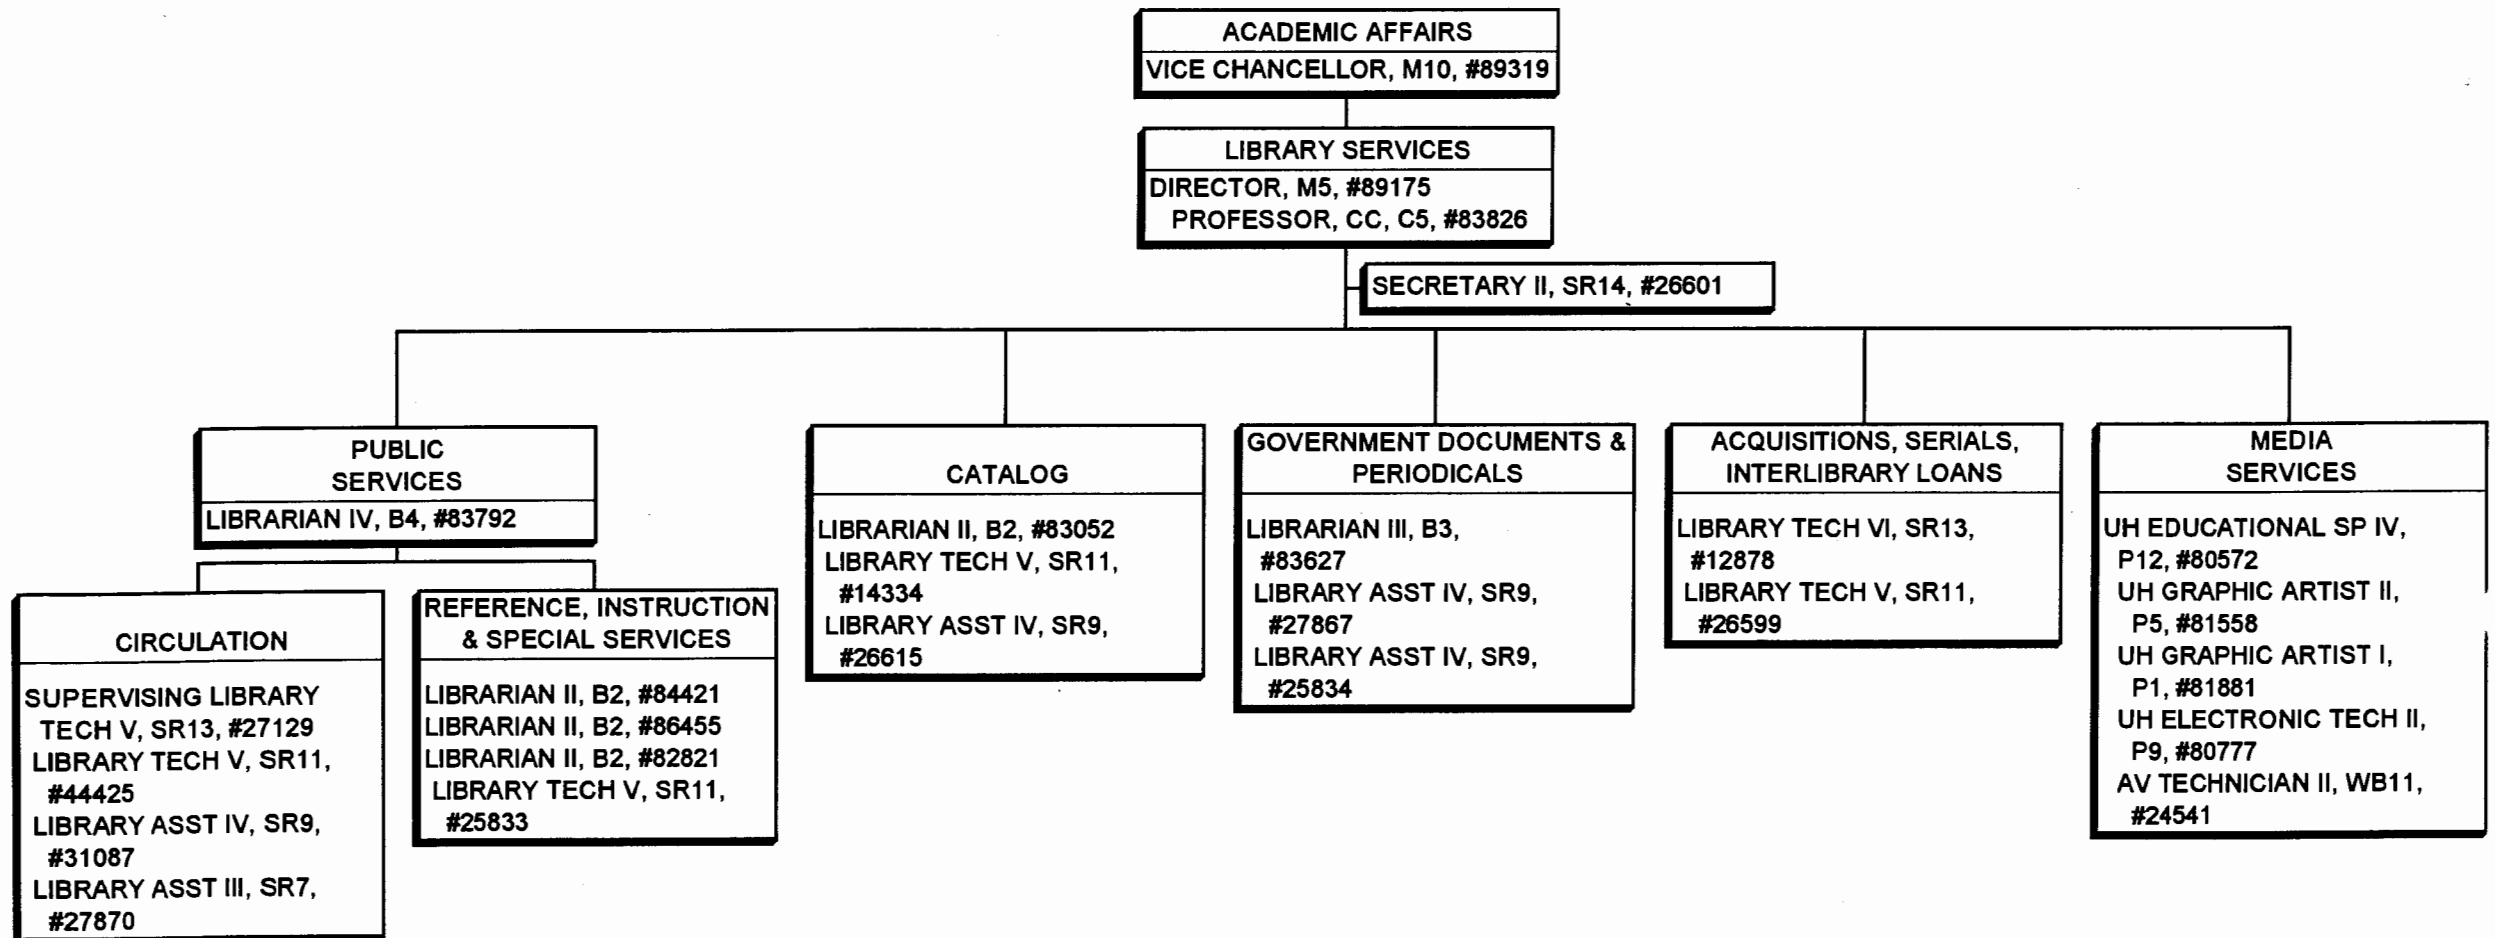 ACADEMIC AFFAIRS
VICE CHANCELLOR, M10, #89319
LIBRARY SERVICES
DIRECTOR, M5, #89175
PROFESSOR, CC, C5, #83826
SECRETARY II, SR14, #26601
PUBLIC
SERVICES
LIBRARIAN IV, B4, #83792
CIRCULATION
SUPERVISING LIBRARY
TECH V, SR13, #27129
LIBRARY TECH V, SR11,
#44425
LIBRARY ASST IV, SR9,
#31087
LIBRARY ASST III, SR7,
#27870
REFERENCE, INSTRUCTION
& SPECIAL SERVICES
LIBRARIAN II, B2, #84421
LIBRARIAN II, B2, #86455
LIBRARIAN II, B2, #82821
LIBRARY TECH V, SR11,
#25833
CATALOG
LIBRARIAN II, B2, #83052
LIBRARY TECH V, SR11,
#14334
LIBRARY ASST IV, SR9,
#26615
GOVERNMENT DOCUMENTS &
PERIODICALS
LIBRARIAN III, B3,
#83627
LIBRARY ASST IV, SR9,
#27867
LIBRARY ASST IV, SR9,
#25834
ACQUISITIONS, SERIALS,
INTERLIBRARY LOANS
LIBRARY TECH VI, SR13,
#12878
LIBRARY TECH V, SR11,
#26599
MEDIA
SERVICES
UH EDUCATIONAL SP IV,
P12, #80572
UH GRAPHIC ARTIST II,
P5, #81558
UH GRAPHIC ARTIST I,
P1, #81881
UH ELECTRONIC TECH II,
P9, #80777
AV TECHNICIAN II, WB11,
#24541